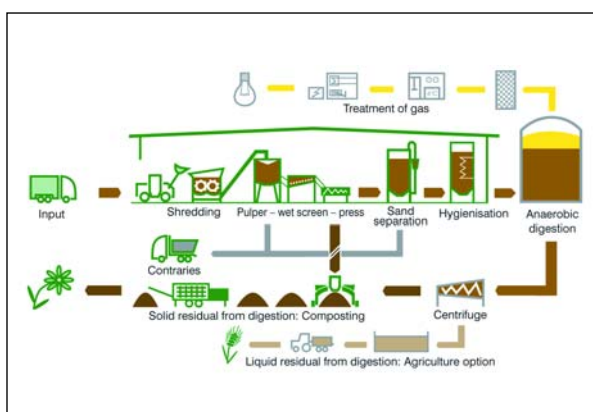 Treatment of gas
Input
Shredding
Pulper – wet screen – press
Sand
separation
Hygienisation
Anaerobic
digestion
Contraries
Solid residual from digestion: Composting
Centrifuge
Liquid residual from digestion: Agriculture option